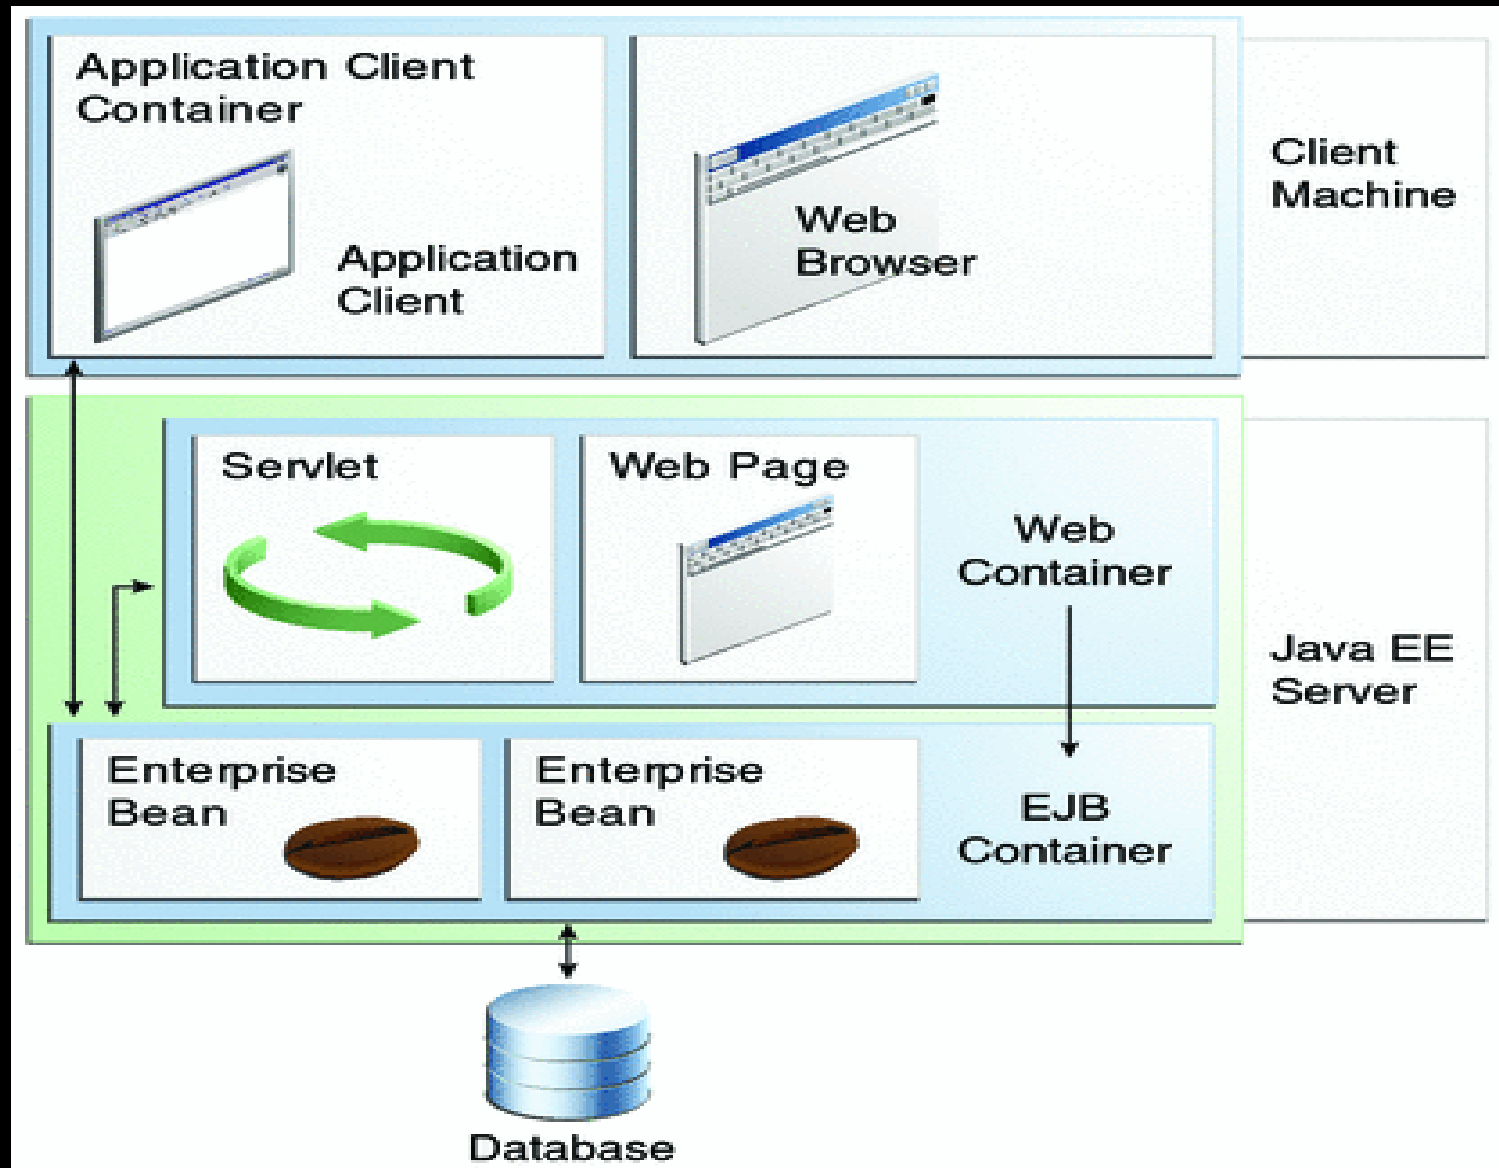 Application Client
Container
Application
Client
Web
Browser
Client
Machine
Servlet
Web Page
Web
Container
Java EE
Server
Enterprise
Bean
Enterprise
Bean
EJB
Container
Database